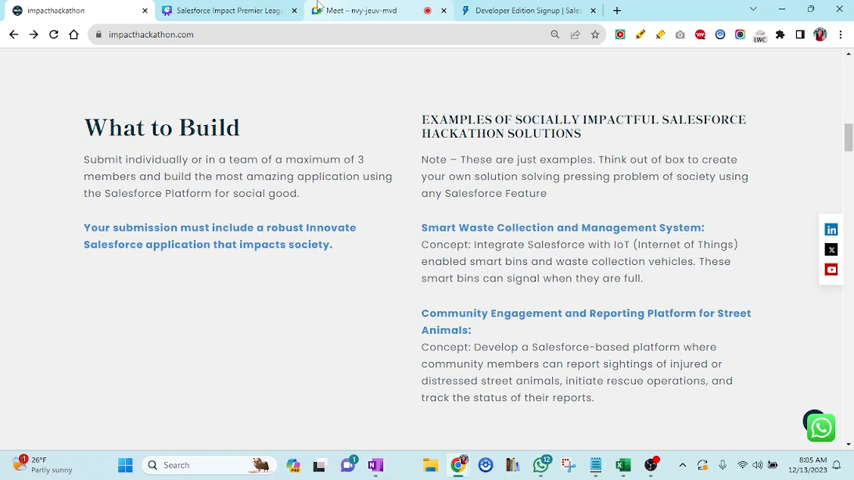 impacthackathon
Salesforce Impact Premier Leag
Meet – nvy-jeuv-mvd
Developer Edition Signup | Sales
impacthackathon.com
What to Build
Submit individually or in a team of a maximum of 3
members and build the most amazing application using
the Salesforce Platform for social good.
Your submission must include a robust Innovate
Salesforce application that impacts society.
EXAMPLES OF SOCIALLY IMPACTFUL SALESFORCE
HACKATHON SOLUTIONS
Note – These are just examples. Think out of box to create
your own solution solving pressing problem of society using
any Salesforce Feature
Smart Waste Collection and Management System:
Concept: Integrate Salesforce with IoT (Internet of Things)
enabled smart bins and waste collection vehicles. These
smart bins can signal when they are full.
Community Engagement and Reporting Platform for Street
Animals:
Concept: Develop a Salesforce-based platform where
community members can report sightings of injured or
distressed street animals, initiate rescue operations, and
track the status of their reports.
26°F
Partly sunny
Search
12
8:05 AM
12/13/2023